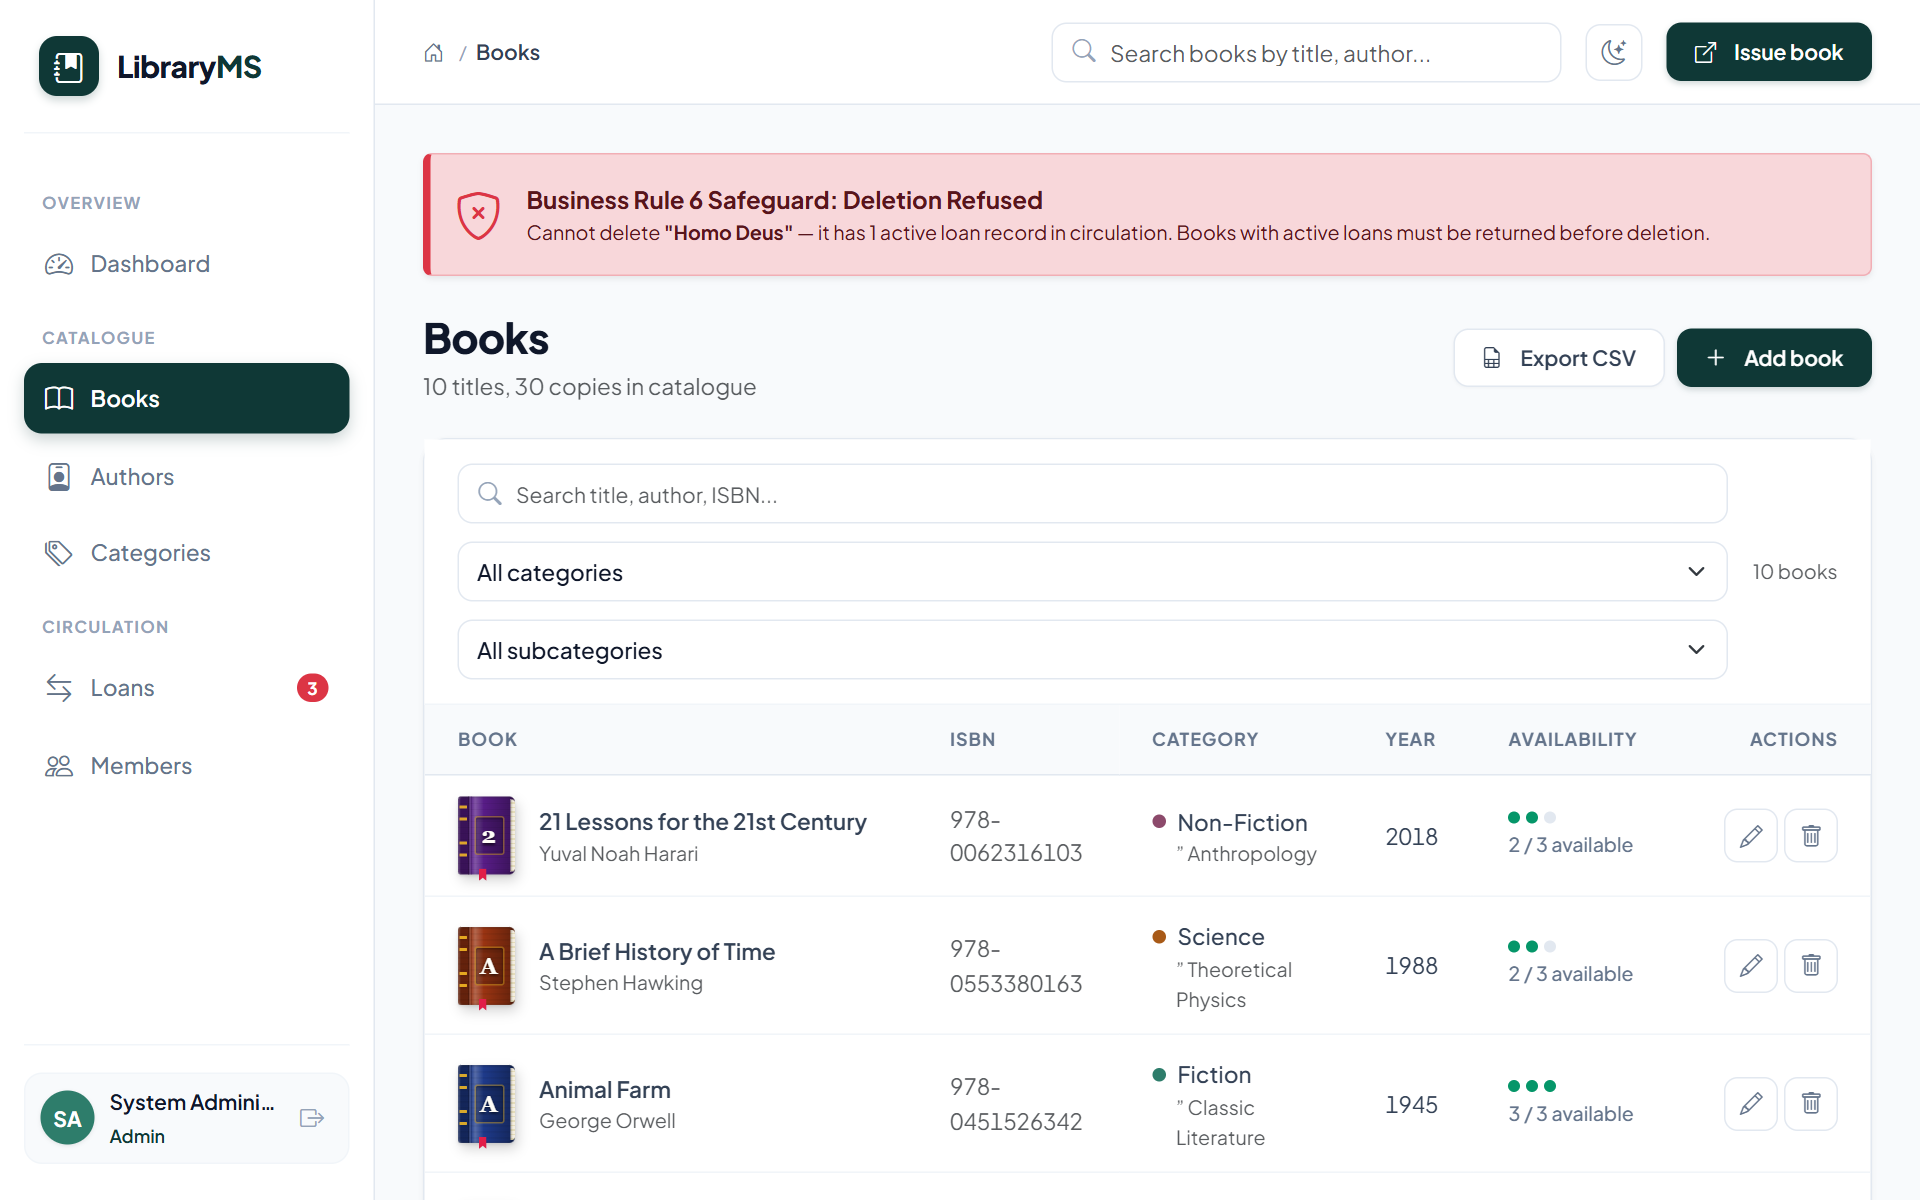 LibraryMS
/ Books
Search books by title, author...
Issue book
OVERVIEW
Dashboard
CATALOGUE
Books
Authors
Categories
CIRCULATION
Loans
3
Members
SA
System Admini...
Admin
Business Rule 6 Safeguard: Deletion Refused
Cannot delete "Homo Deus" — it has 1 active loan record in circulation. Books with active loans must be returned before deletion.
Books
10 titles, 30 copies in catalogue
Export CSV
Add book
Search title, author, ISBN...
All categories
10 books
All subcategories
BOOK
ISBN
CATEGORY
YEAR
AVAILABILITY
ACTIONS
2
21 Lessons for the 21st Century
Yuval Noah Harari
978-
0062316103
Non-Fiction
” Anthropology
2018
2 / 3 available
A
A Brief History of Time
Stephen Hawking
978-
0553380163
Science
” Theoretical
Physics
1988
2 / 3 available
A
Animal Farm
George Orwell
978-
0451526342
Fiction
” Classic
Literature
1945
3 / 3 available